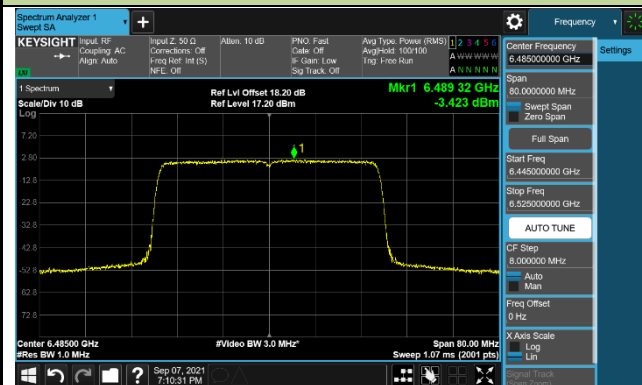 Spectrum Analyzer 1
Swept SA
Frequency
KEYSIGHT
Input: RF
Coupling: AC
Align: Auto
Input Z: 50 Ω
Corrections: Off
Freq Ref: Int (S)
NFE: Off
Atten: 10 dB
PNO: Fast
Gate: Off
IF Gain: Low
Sig Track: Off
Avg Type: Power (RMS)
Avg|Hold: 100/100
Trig: Free Run
1 2 3 4 5 6
A W W W W W
A N N N N N
LW
1 Spectrum
Scale/Div 10 dB
Log
Ref Lvl Offset 18.20 dB
Ref Level 17.20 dBm
Mkr1 6.489 32 GHz
-3.423 dBm
1
7.20
-2.80
-12.8
-22.8
-32.8
-42.8
-52.8
-62.8
-72.8
Center 6.48500 GHz
#Res BW 1.0 MHz
#Video BW 3.0 MHz*
Span 80.00 MHz
Sweep 1.07 ms (2001 pts)
Center Frequency
6.485000000 GHz
Settings
Span
80.0000000 MHz
Swept Span
Zero Span
Full Span
Start Freq
6.445000000 GHz
Stop Freq
6.525000000 GHz
AUTO TUNE
CF Step
8.000000 MHz
Auto
Man
Freq Offset
0 Hz
X Axis Scale
Log
Lin
Signal Track
(Span Zoom)
?
Sep 07, 2021
7:10:31 PM